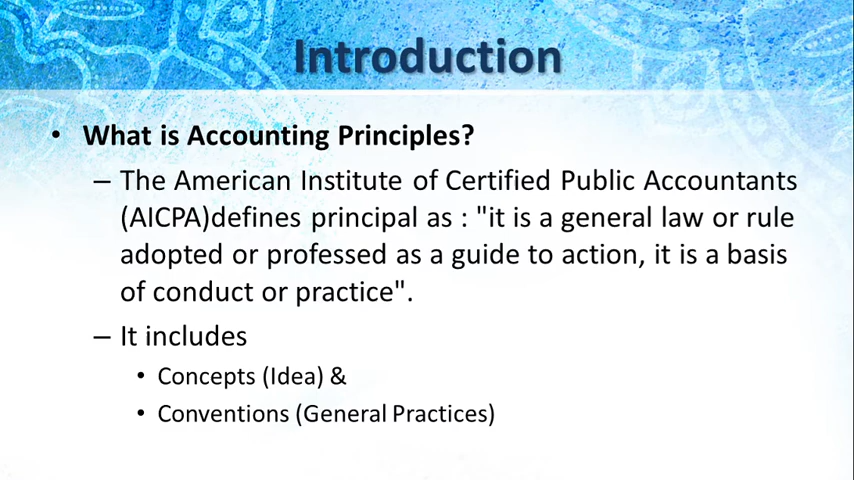 Introduction
• What is Accounting Principles?
– The American Institute of Certified Public Accountants
(AICPA)defines principal as : "it is a general law or rule
adopted or professed as a guide to action, it is a basis
of conduct or practice".
– It includes
• Concepts (Idea) &
• Conventions (General Practices)